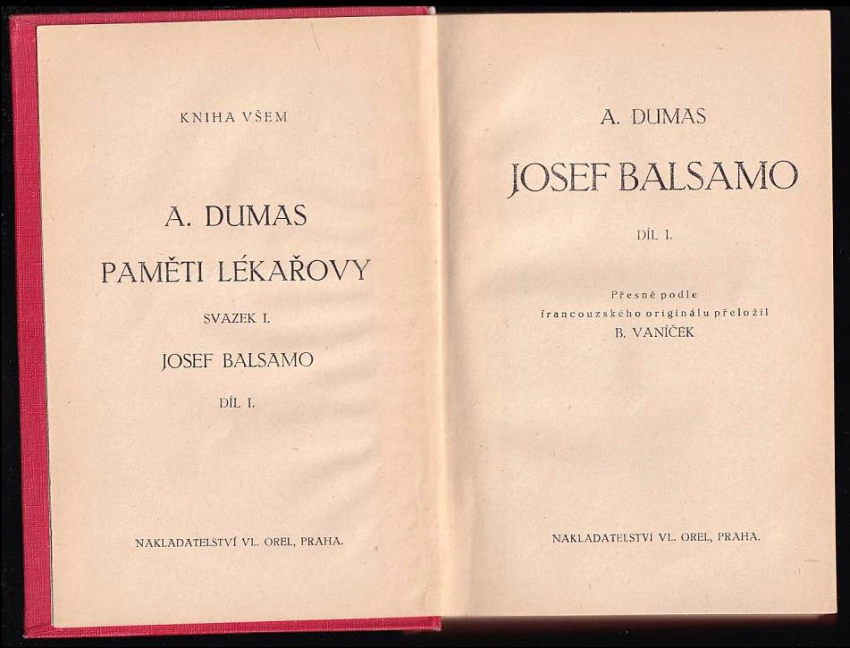 KNIHA VŠEM
A. DUMAS
PAMĚTI LÉKAŘOVY
SVAZEK I.
JOSEF BALSAMO
DÍL I.
NAKLADATELSTVÍ VL. OREL, PRAHA.
A. DUMAS
JOSEF BALSAMO
DÍL I.
Přesně podle
francouzského originálu přeložil
B. VANÍČEK
NAKLADATELSTVÍ VL. OREL, PRAHA.